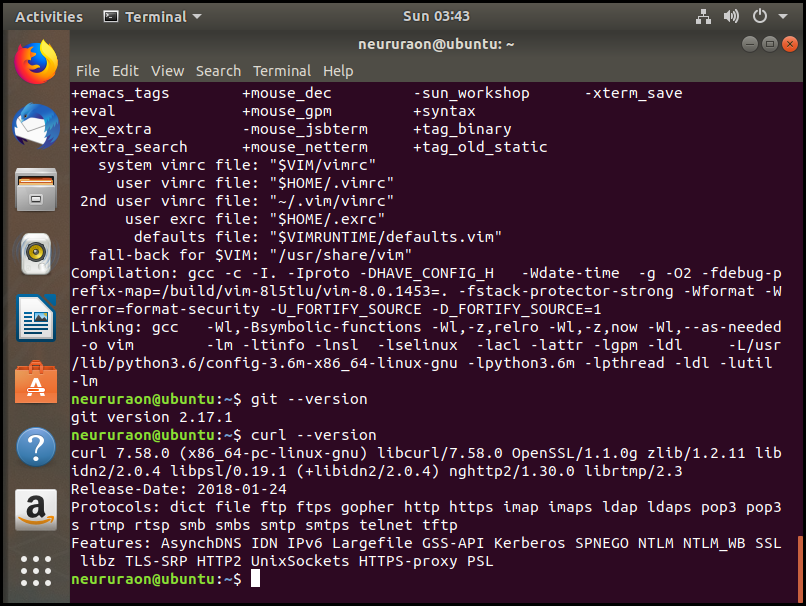 Activities Terminal Sun 03:43
neururaon@ubuntu: ~
File Edit View Search Terminal Help
+emacs_tags        +mouse_dec         -sun_workshop      -xterm_save
+eval              +mouse_gpm         +syntax
+ex_extra          -mouse_jsbterm     +tag_binary
+extra_search      +mouse_netterm     +tag_old_static
   system vimrc file: "$VIM/vimrc"
     user vimrc file: "$HOME/.vimrc"
 2nd user vimrc file: "~/.vim/vimrc"
      user exrc file: "$HOME/.exrc"
       defaults file: "$VIMRUNTIME/defaults.vim"
  fall-back for $VIM: "/usr/share/vim"
Compilation: gcc -c -I. -Iproto -DHAVE_CONFIG_H   -Wdate-time  -g -O2 -fdebug-p
refix-map=/build/vim-8l5tlu/vim-8.0.1453=. -fstack-protector-strong -Wformat -W
error=format-security -U_FORTIFY_SOURCE -D_FORTIFY_SOURCE=1
Linking: gcc   -Wl,-Bsymbolic-functions -Wl,-z,relro -Wl,-z,now -Wl,--as-needed
 -o vim        -lm -ltinfo -lnsl  -lselinux  -lacl -lattr -lgpm -ldl     -L/usr
/lib/python3.6/config-3.6m-x86_64-linux-gnu -lpython3.6m -lpthread -ldl -lutil
-lm
neururaon@ubuntu:~$ git --version
git version 2.17.1
neururaon@ubuntu:~$ curl --version
curl 7.58.0 (x86_64-pc-linux-gnu) libcurl/7.58.0 OpenSSL/1.1.0g zlib/1.2.11 lib
idn2/2.0.4 libpsl/0.19.1 (+libidn2/2.0.4) nghttp2/1.30.0 librtmp/2.3
Release-Date: 2018-01-24
Protocols: dict file ftp ftps gopher http https imap imaps ldap ldaps pop3 pop3
s rtmp rtsp smb smbs smtp smtps telnet tftp
Features: AsynchDNS IDN IPv6 Largefile GSS-API Kerberos SPNEGO NTLM NTLM_WB SSL
 libz TLS-SRP HTTP2 UnixSockets HTTPS-proxy PSL
neururaon@ubuntu:~$